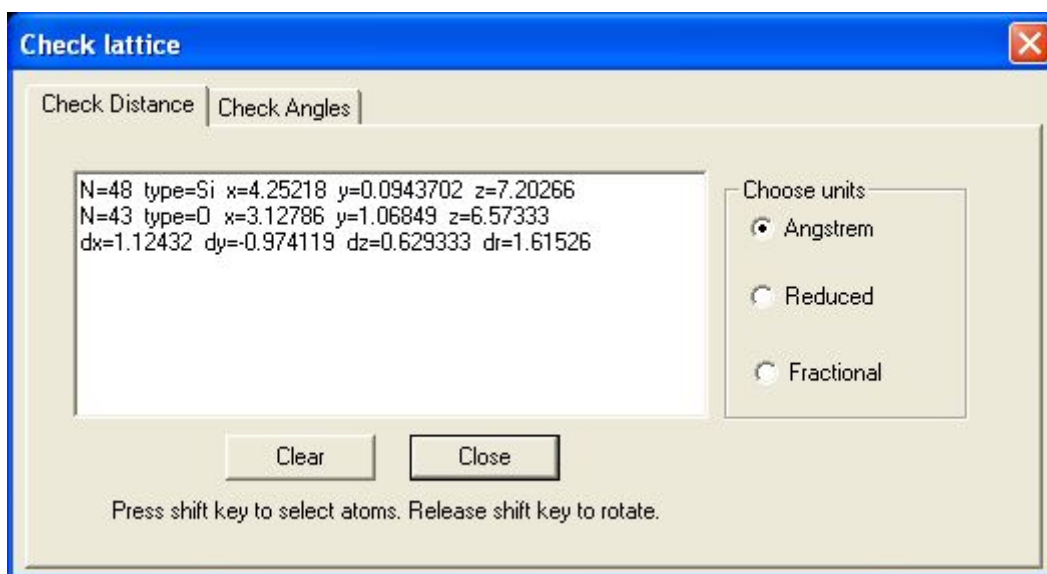 Check lattice
Check Distance
Check Angles
N=48 type=Si x=4.25218 y=0.0943702 z=7.20266
N=43 type=O x=3.12786 y=1.06849 z=6.57333
dx=1.12432 dy=-0.974119 dz=0.629333 dr=1.61526
Choose units
Angstrem
Reduced
Fractional
Clear
Close
Press shift key to select atoms. Release shift key to rotate.